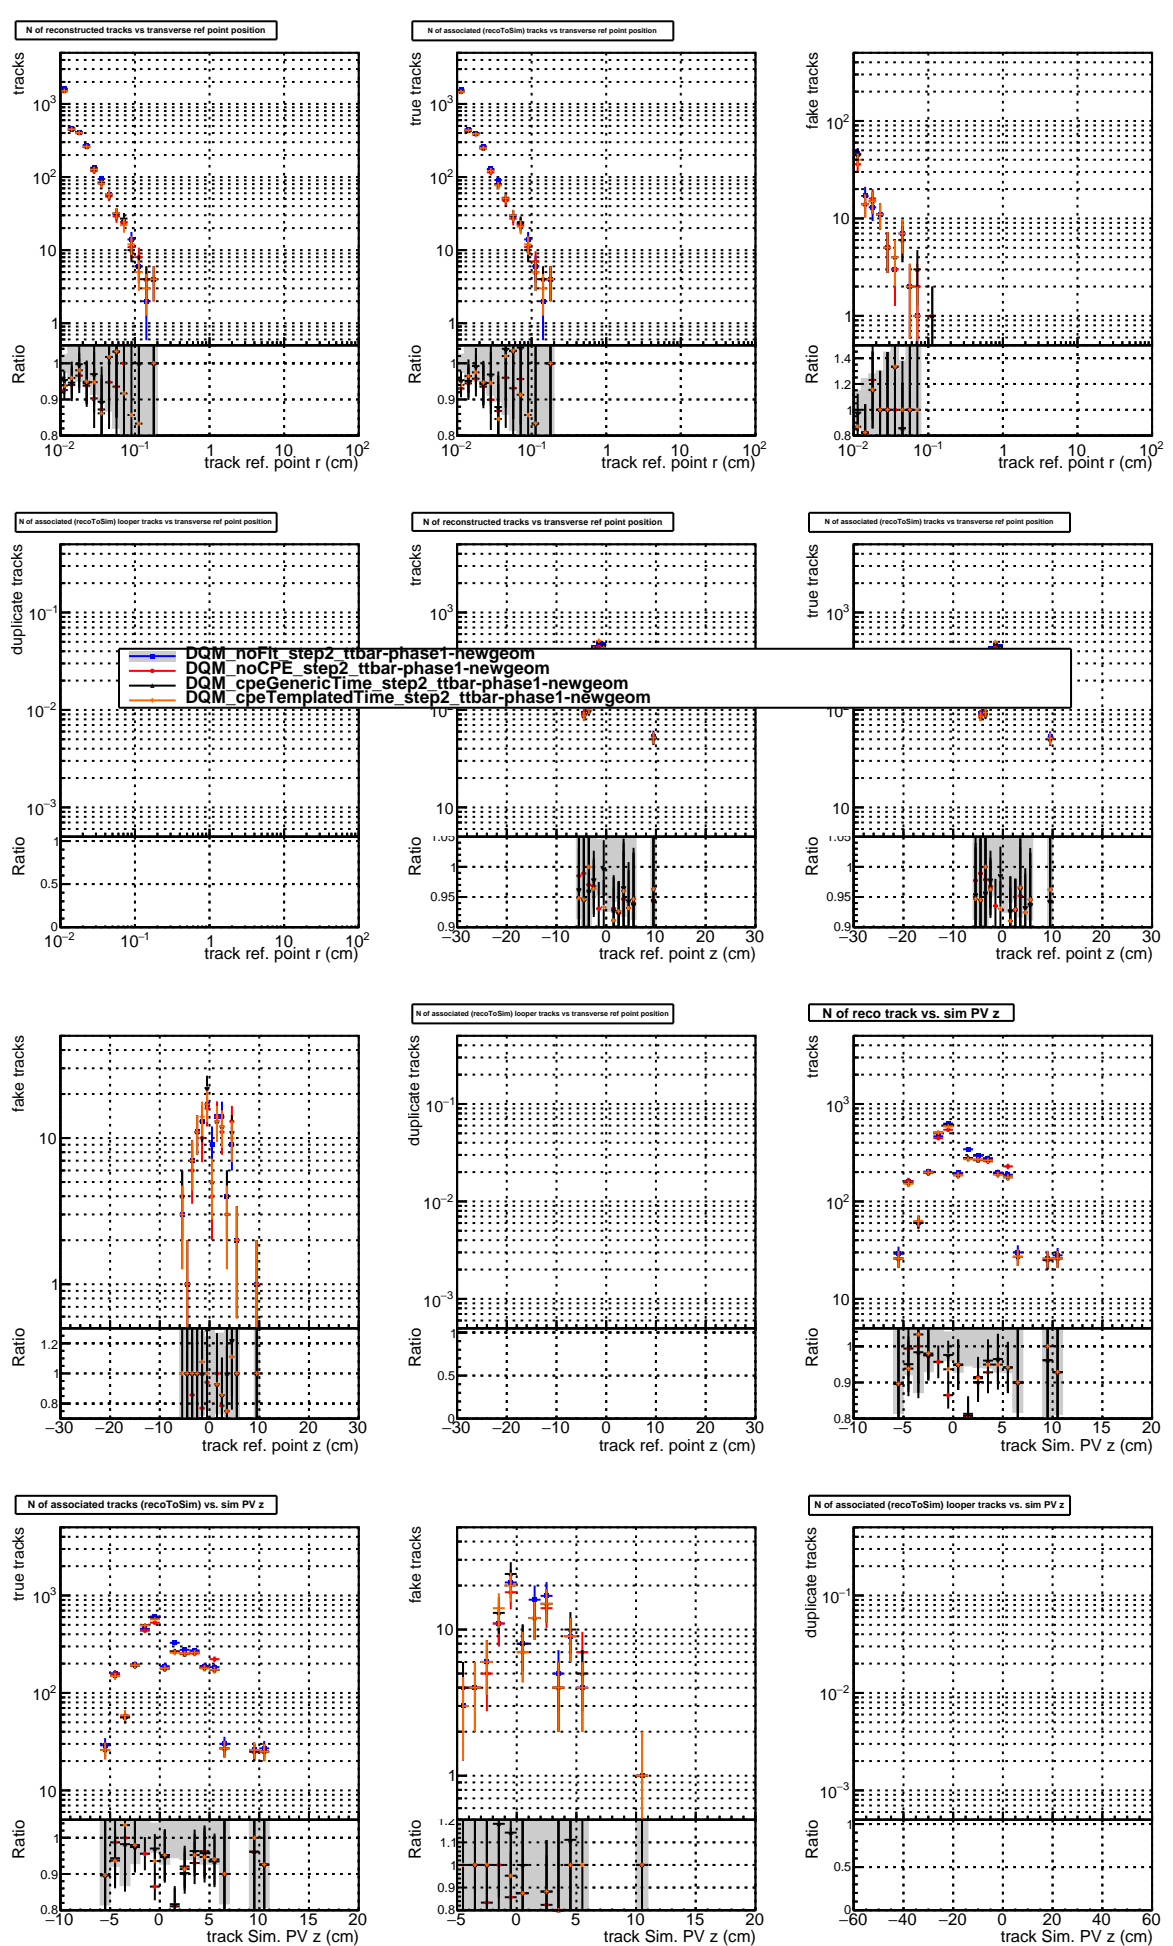 N of reconstructed tracks vs transverse ref point position
N of associated (recoToSim) tracks vs transverse ref point position
tracks
10³
10²
10
1
Ratio
1
0.9
0.8
10⁻² 10⁻¹ 1 10 10²
track ref. point r (cm)
true tracks
10³
10²
10
1
Ratio
1
0.9
0.8
10⁻² 10⁻¹ 1 10 10²
track ref. point r (cm)
fake tracks
10²
10
1
Ratio
1.4
1.2
1
0.8
10⁻² 10⁻¹ 1 10 10²
track ref. point r (cm)
N of associated (recoToSim) looper tracks vs transverse ref point position
N of reconstructed tracks vs transverse ref point position
N of associated (recoToSim) tracks vs transverse ref point position
duplicate tracks
10⁻¹
10⁻²
10⁻³
Ratio
1
0.5
0
10⁻² 10⁻¹ 1 10 10²
track ref. point r (cm)
DQM_noFit_step2_ttbar-phase1-newgeom
DQM_noCPE_step2_ttbar-phase1-newgeom
DQM_cpeGenericTime_step2_ttbar-phase1-newgeom
DQM_cpeTemplatedTime_step2_ttbar-phase1-newgeom
tracks
10³
10
Ratio
1.05
1
0.95
0.9
−30 −20 −10 0 10 20 30
track ref. point z (cm)
true tracks
10³
10
Ratio
1.05
1
0.95
0.9
−30 −20 −10 0 10 20 30
track ref. point z (cm)
N of associated (recoToSim) looper tracks vs transverse ref point position
N of reco track vs. sim PV z
fake tracks
10
1
Ratio
1.2
1
0.8
−30 −20 −10 0 10 20 30
track ref. point z (cm)
duplicate tracks
10⁻¹
10⁻²
10⁻³
Ratio
1
0.5
0
−30 −20 −10 0 10 20 30
track ref. point z (cm)
tracks
10³
10²
10
Ratio
1
0.9
0.8
−10 −5 0 5 10 15 20
track Sim. PV z (cm)
N of associated tracks (recoToSim) vs. sim PV z
N of associated (recoToSim) looper tracks vs. sim PV z
true tracks
10³
10²
10
Ratio
1
0.9
0.8
−10 −5 0 5 10 15 20
track Sim. PV z (cm)
fake tracks
10
1
Ratio
1.2
1.1
1
0.9
0.8
−5 0 5 10 15 20
track Sim. PV z (cm)
duplicate tracks
10⁻¹
10⁻²
10⁻³
Ratio
1
0.5
0
−60 −40 −20 0 20 40 60
track Sim. PV z (cm)